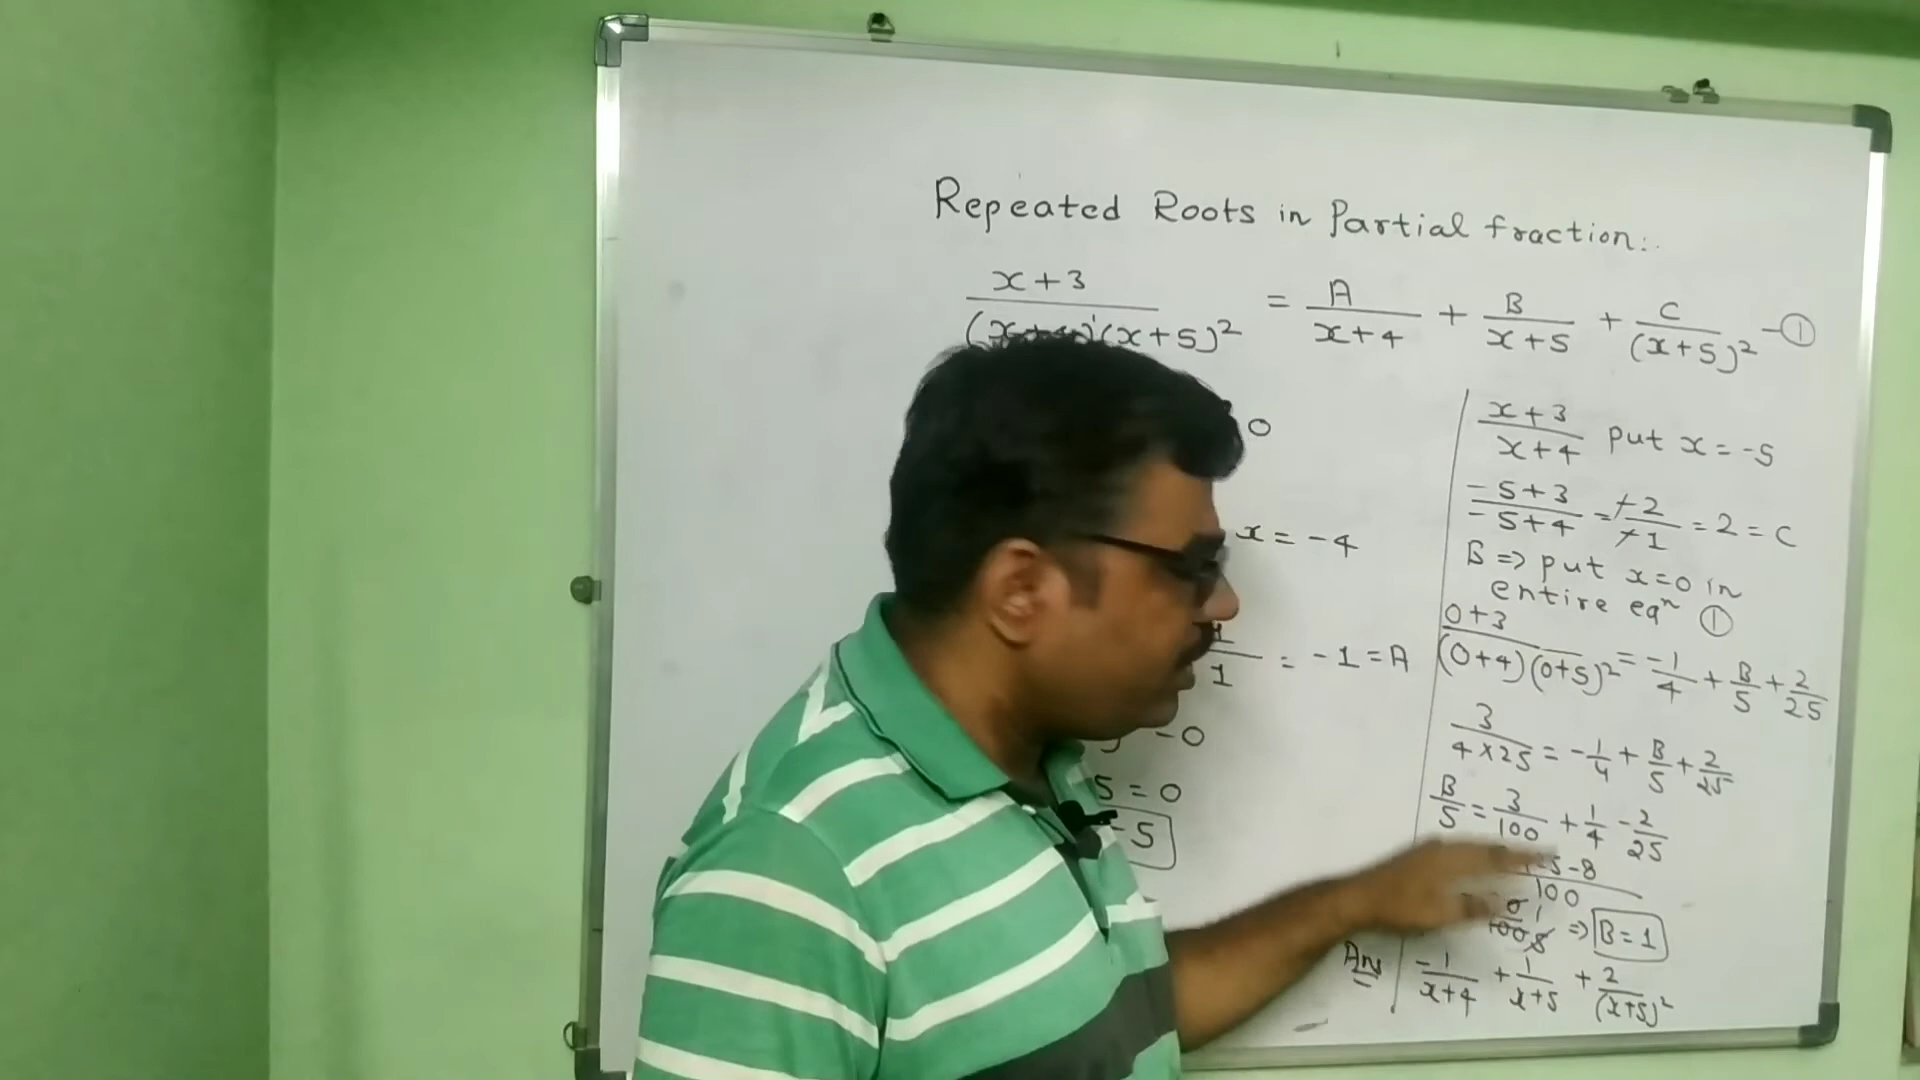 Repeated Roots in Partial fraction:.
x+3 / (x+4)'(x+5)² = A / x+4 + B / x+5 + C / (x+5)² -①
0
x = -4
1 / 1 = -1 = A
-0
5 = 0
-5
x+3 / x+4 put x = -5
-5+3 / -5+4 = -2 / -1 = 2 = C
B => put x=0 in
entire eqⁿ ①
0+3 / (0+4)(0+5)² = -1/4 + B/5 + 2/25
3 / 4×25 = -1/4 + B/5 + 2/25
B/5 = 3/100 + 1/4 - 2/25
25-8 / 100
=> B = 1
Ans -1 / x+4 + 1 / x+5 + 2 / (x+5)²